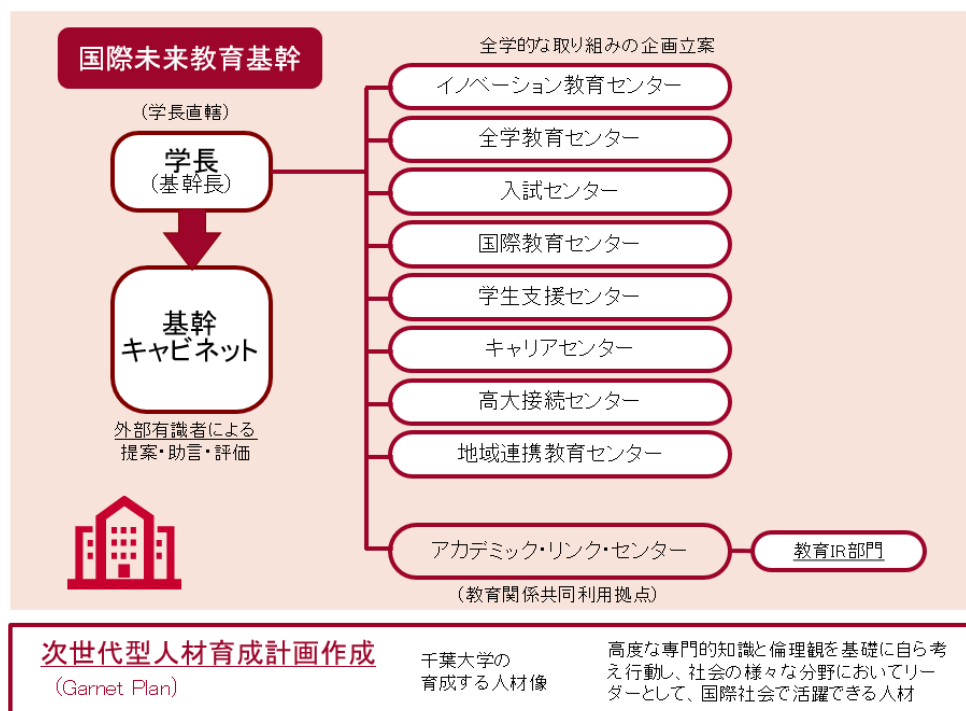 国際未来教育基幹
(学長直轄)
学長
(基幹長)
基幹
キャビネット
外部有識者による
提案・助言・評価
全学的な取り組みの企画立案
イノベーション教育センター
全学教育センター
入試センター
国際教育センター
学生支援センター
キャリアセンター
高大接続センター
地域連携教育センター
アカデミック・リンク・センター
(教育関係共同利用拠点)
教育IR部門
次世代型人材育成計画作成
(Garnet Plan)
千葉大学の
育成する人材像
高度な専門的知識と倫理観を基礎に自ら考
え行動し、社会の様々な分野においてリー
ダーとして、国際社会で活躍できる人材